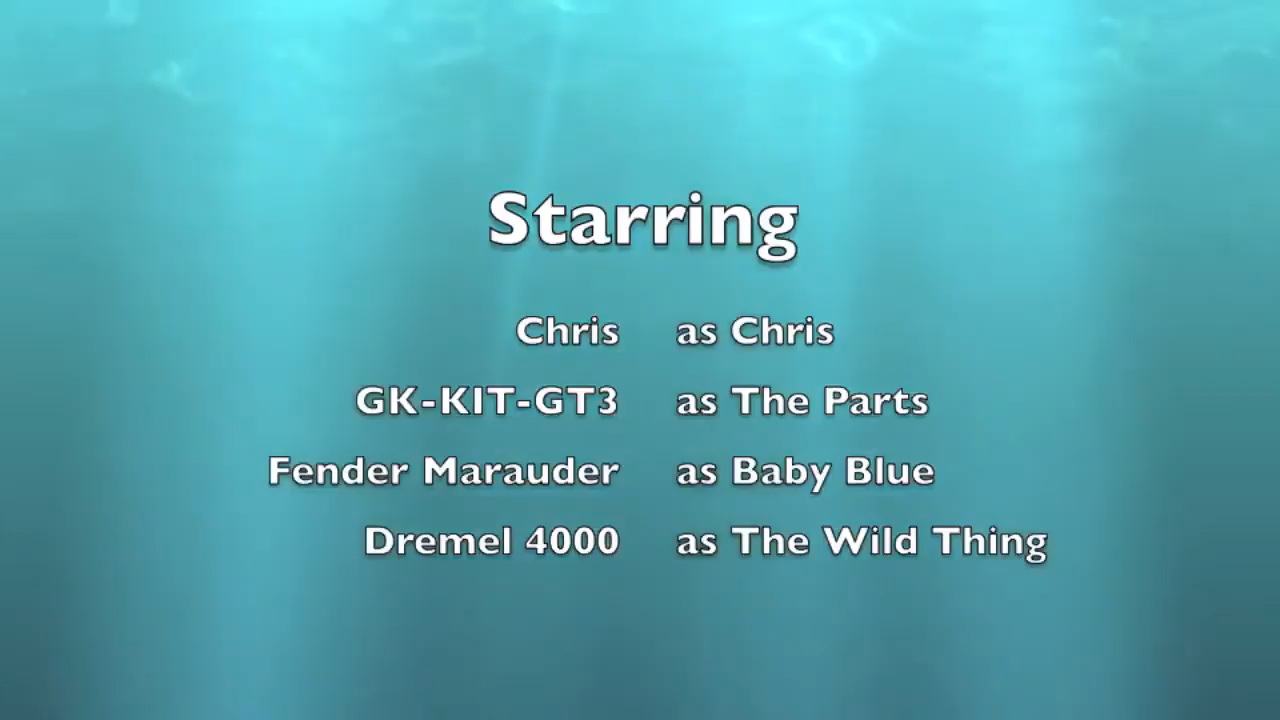 Starring
Chris as Chris
GK-KIT-GT3 as The Parts
Fender Marauder as Baby Blue
Dremel 4000 as The Wild Thing